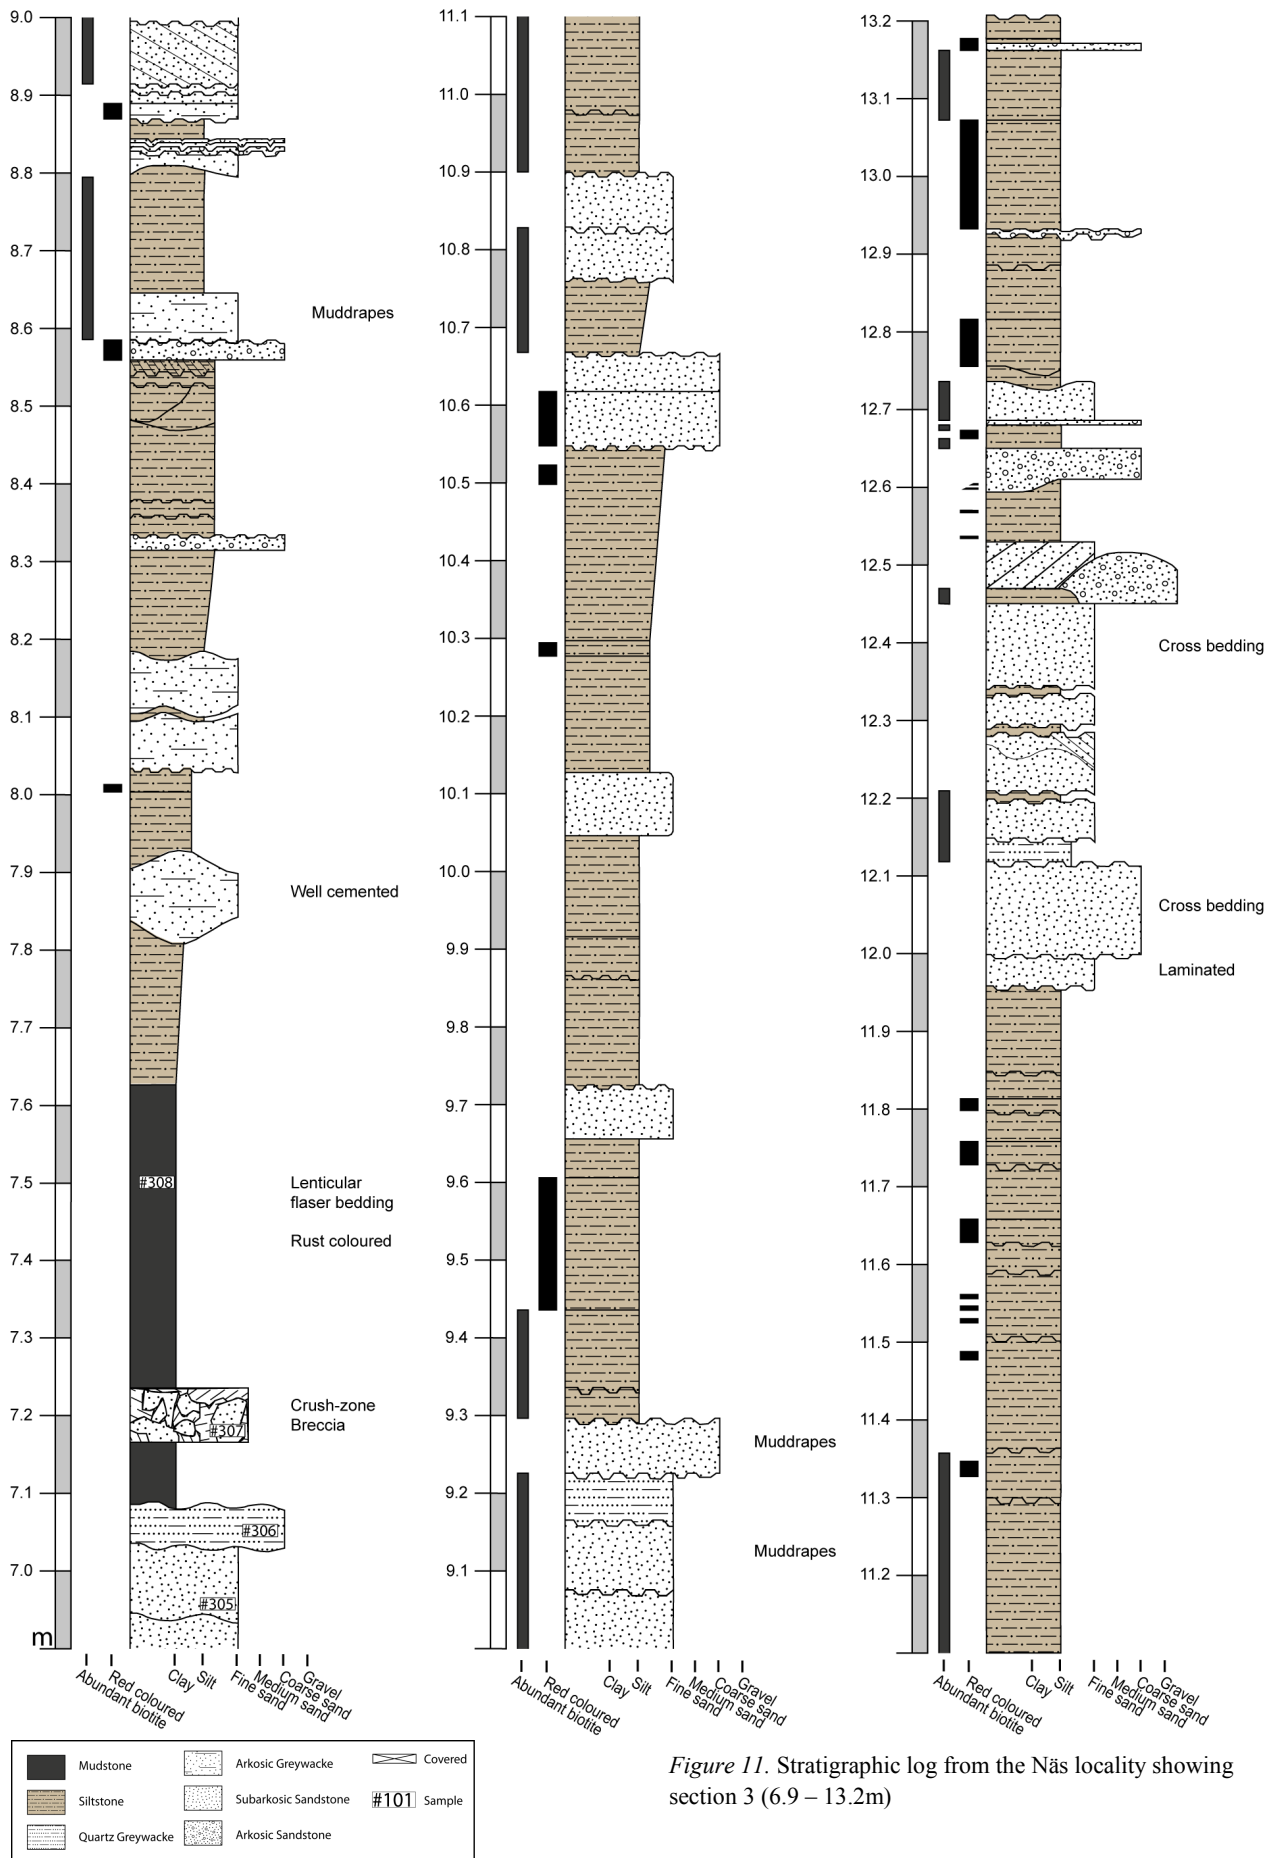 9.0
8.9
8.8
8.7
8.6
8.5
8.4
8.3
8.2
8.1
8.0
7.9
7.8
7.7
7.6
7.5
7.4
7.3
7.2
7.1
7.0
m
Muddrapes
Well cemented
#308
Lenticular
flaser bedding
Rust coloured
Crush-zone
Breccia
#307
#306
#305
Abundant biotite
Red coloured
Clay
Silt
Fine sand
Medium sand
Coarse sand
Gravel
11.1
11.0
10.9
10.8
10.7
10.6
10.5
10.4
10.3
10.2
10.1
10.0
9.9
9.8
9.7
9.6
9.5
9.4
9.3
9.2
9.1
Muddrapes
Muddrapes
Abundant biotite
Red coloured
Clay
Silt
Fine sand
Medium sand
Coarse sand
Gravel
13.2
13.1
13.0
12.9
12.8
12.7
12.6
12.5
12.4
12.3
12.2
12.1
12.0
11.9
11.8
11.7
11.6
11.5
11.4
11.3
11.2
Cross bedding
Cross bedding
Laminated
Abundant biotite
Red coloured
Clay
Silt
Fine sand
Medium sand
Coarse sand
Gravel
Mudstone
Siltstone
Quartz Greywacke
Arkosic Greywacke
Subarkosic Sandstone
Arkosic Sandstone
Covered
#101 Sample
Figure 11. Stratigraphic log from the Näs locality showing
section 3 (6.9 – 13.2m)